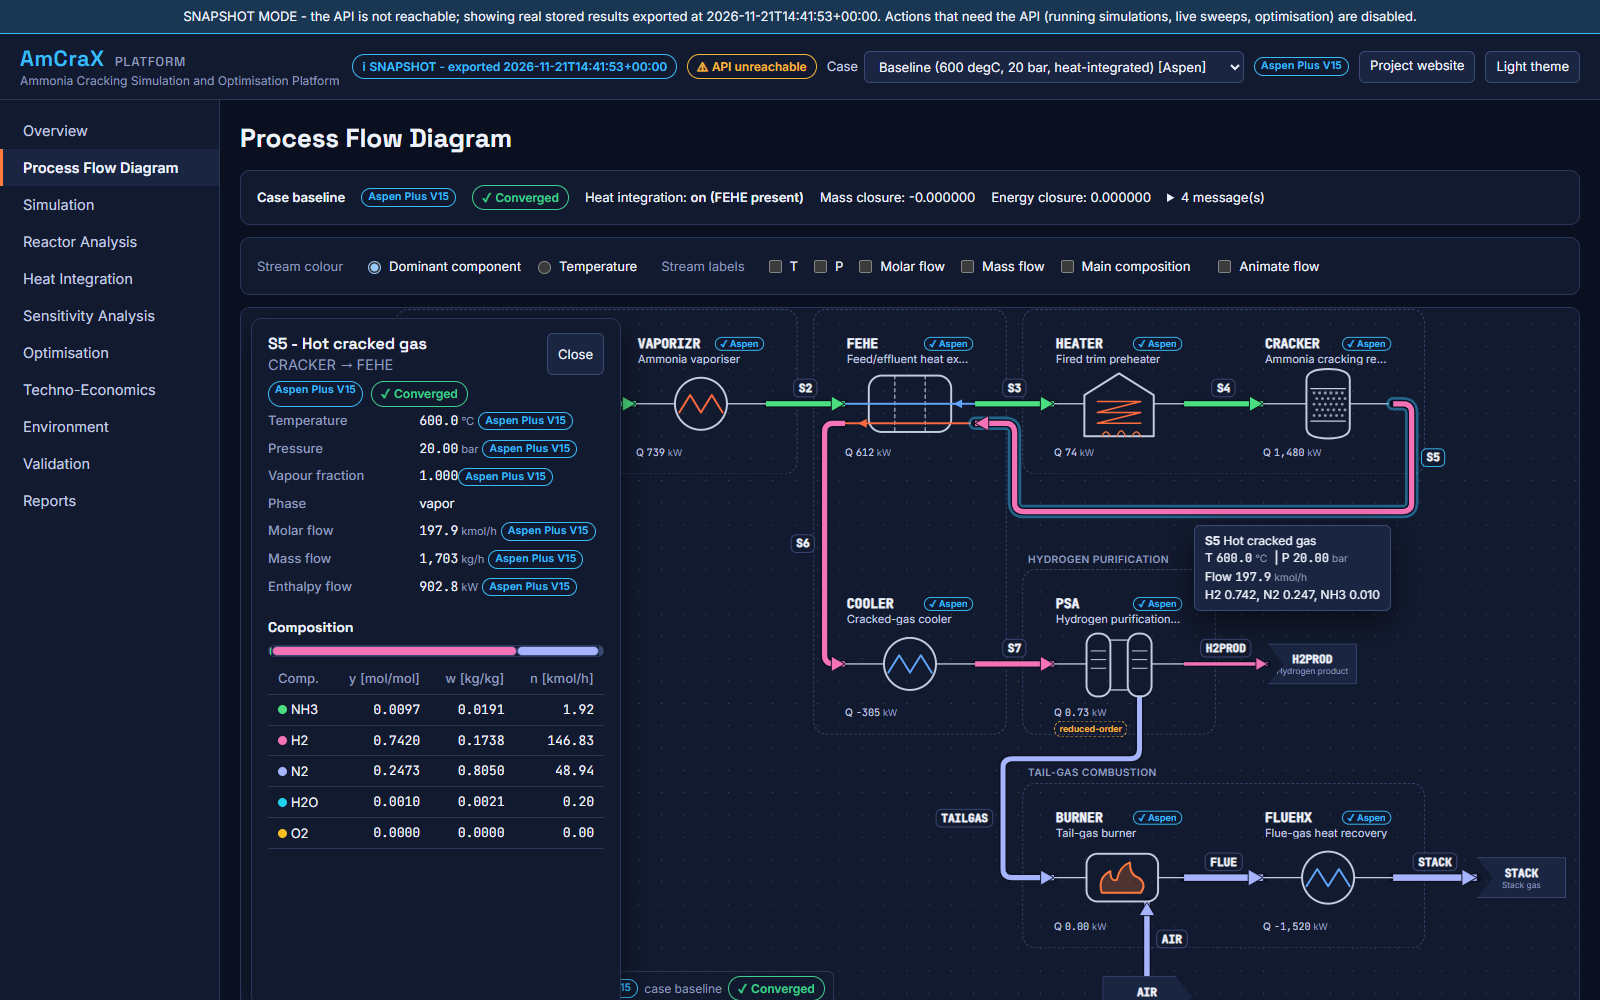 SNAPSHOT MODE - the API is not reachable; showing real stored results exported at 2026-11-21T14:41:53+00:00. Actions that need the API (running simulations, live sweeps, optimisation) are disabled.
AmCraX PLATFORM
Ammonia Cracking Simulation and Optimisation Platform
i SNAPSHOT - exported 2026-11-21T14:41:53+00:00
⚠ API unreachable
Case
Baseline (600 degC, 20 bar, heat-integrated) [Aspen]
Aspen Plus V15
Project website
Light theme
Overview
Process Flow Diagram
Simulation
Reactor Analysis
Heat Integration
Sensitivity Analysis
Optimisation
Techno-Economics
Environment
Validation
Reports
Process Flow Diagram
Case baseline Aspen Plus V15 ✓ Converged Heat integration: on (FEHE present) Mass closure: -0.000000 Energy closure: 0.000000 ▶ 4 message(s)
Stream colour Dominant component Temperature Stream labels T P Molar flow Mass flow Main composition Animate flow
S5 - Hot cracked gas
CRACKER → FEHE
Close
Aspen Plus V15 ✓ Converged
Temperature 600.0 °C Aspen Plus V15
Pressure 20.00 bar Aspen Plus V15
Vapour fraction 1.000 Aspen Plus V15
Phase vapor
Molar flow 197.9 kmol/h Aspen Plus V15
Mass flow 1,703 kg/h Aspen Plus V15
Enthalpy flow 902.8 kW Aspen Plus V15
Composition
Comp. y [mol/mol] w [kg/kg] n [kmol/h]
NH3 0.0097 0.0191 1.92
H2 0.7420 0.1738 146.83
N2 0.2473 0.8050 48.94
H2O 0.0010 0.0021 0.20
O2 0.0000 0.0000 0.00
VAPORIZR ✓ Aspen
Ammonia vaporiser
Q 739 kW
S2
FEHE ✓ Aspen
Feed/effluent heat ex...
Q 612 kW
S3
HEATER ✓ Aspen
Fired trim preheater
Q 74 kW
S4
CRACKER ✓ Aspen
Ammonia cracking re...
Q 1,480 kW
S5
S6
S5 Hot cracked gas
T 600.0 °C | P 20.00 bar
Flow 197.9 kmol/h
H2 0.742, N2 0.247, NH3 0.010
HYDROGEN PURIFICATION
COOLER ✓ Aspen
Cracked-gas cooler
Q -305 kW
S7
PSA ✓ Aspen
Hydrogen purification...
Q 0.73 kW
reduced-order
H2PROD
H2PROD
Hydrogen product
TAIL-GAS COMBUSTION
TAILGAS
BURNER ✓ Aspen
Tail-gas burner
Q 0.00 kW
FLUE
FLUEHX ✓ Aspen
Flue-gas heat recovery
Q -1,520 kW
STACK
STACK
Stack gas
AIR
AIR
15 case baseline ✓ Converged